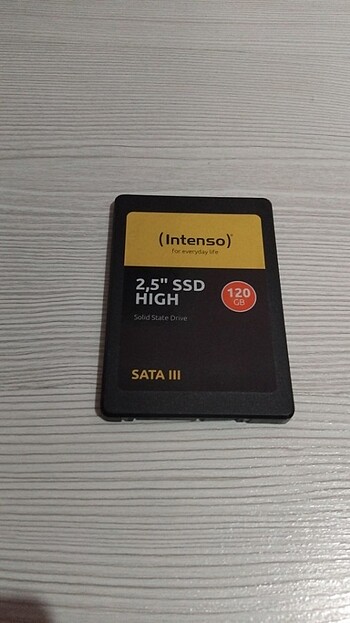 (Intenso)®
for everyday life
2,5" SSD
HIGH
120
GB
Solid State Drive
SATA III